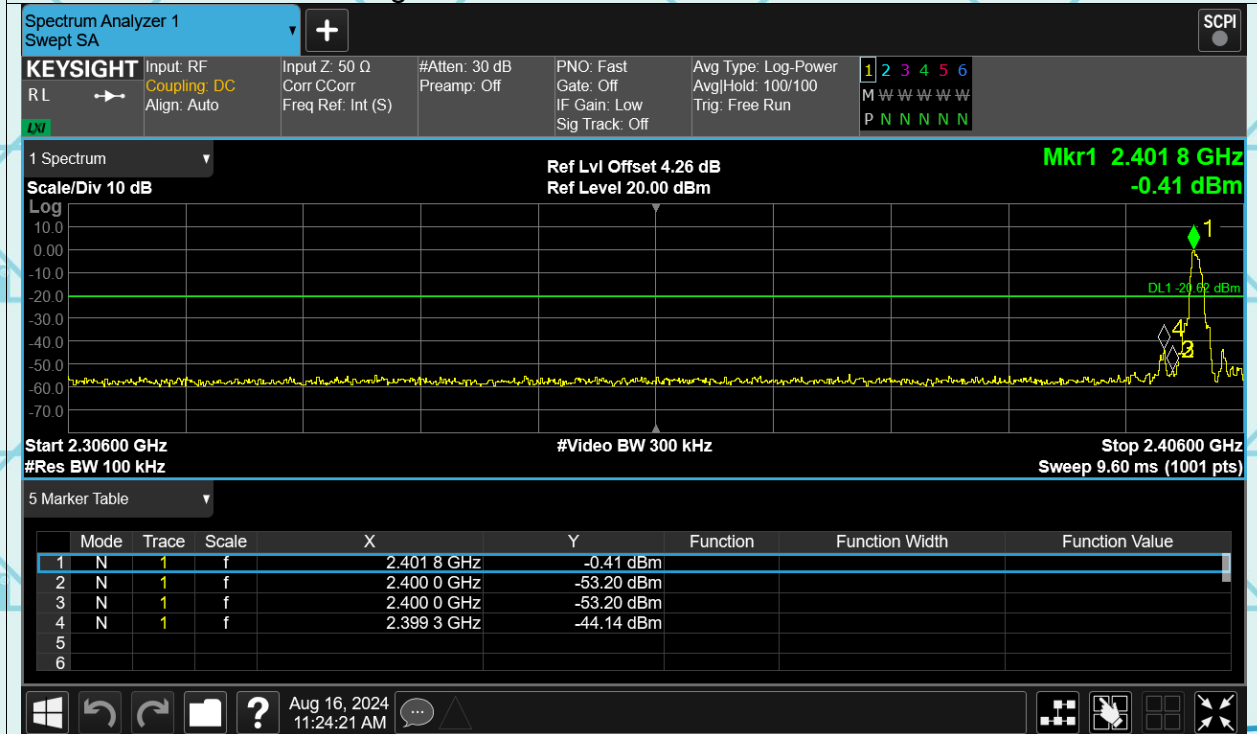 Spectrum Analyzer 1
Swept SA
+
SCPI
KEYSIGHT Input: RF Input Z: 50 Ω #Atten: 30 dB PNO: Fast Avg Type: Log-Power 1 2 3 4 5 6
RL Coupling: DC Corr CCorr Preamp: Off Gate: Off Avg|Hold: 100/100 M W W W W W
Align: Auto Freq Ref: Int (S) IF Gain: Low Trig: Free Run P N N N N N
LXI Sig Track: Off
1 Spectrum Ref Lvl Offset 4.26 dB Mkr1 2.401 8 GHz
Scale/Div 10 dB Ref Level 20.00 dBm -0.41 dBm
Log
10.0 1
0.00
-10.0
-20.0 DL1 -20.62 dBm
-30.0
-40.0 4
-50.0
-60.0
-70.0
Start 2.30600 GHz #Video BW 300 kHz Stop 2.40600 GHz
#Res BW 100 kHz Sweep 9.60 ms (1001 pts)
5 Marker Table
Mode Trace Scale X Y Function Function Width Function Value
1 N 1 f 2.401 8 GHz -0.41 dBm
2 N 1 f 2.400 0 GHz -53.20 dBm
3 N 1 f 2.400 0 GHz -53.20 dBm
4 N 1 f 2.399 3 GHz -44.14 dBm
5
6
? Aug 16, 2024
11:24:21 AM